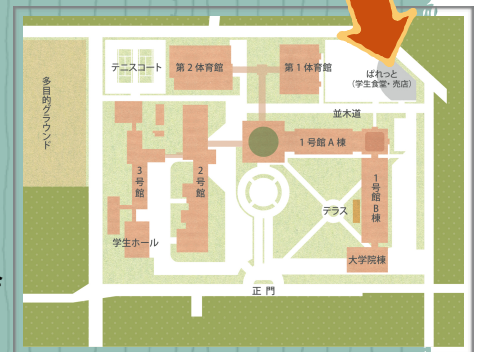 テニスコート
第2体育館
第1体育館
ぱれっと
(学生食堂・売店)
多目的グラウンド
並木道
1号館A棟
3号館
2号館
1号館B棟
テラス
学生ホール
大学院棟
正門